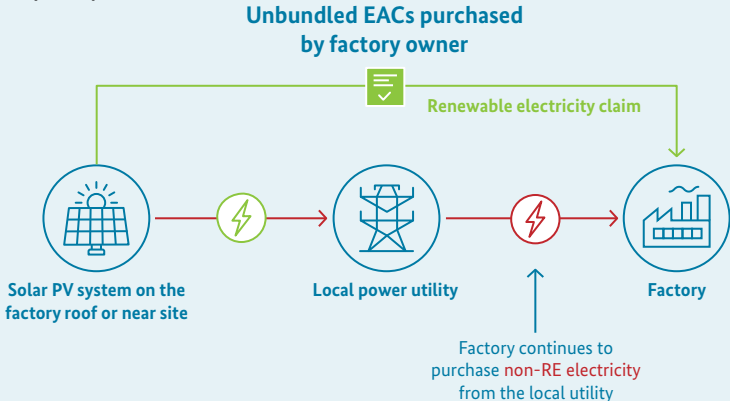 Unbundled EACs purchased
by factory owner
Renewable electricity claim
Solar PV system on the
factory roof or near site
Local power utility
Factory
Factory continues to
purchase non-RE electricity
from the local utility